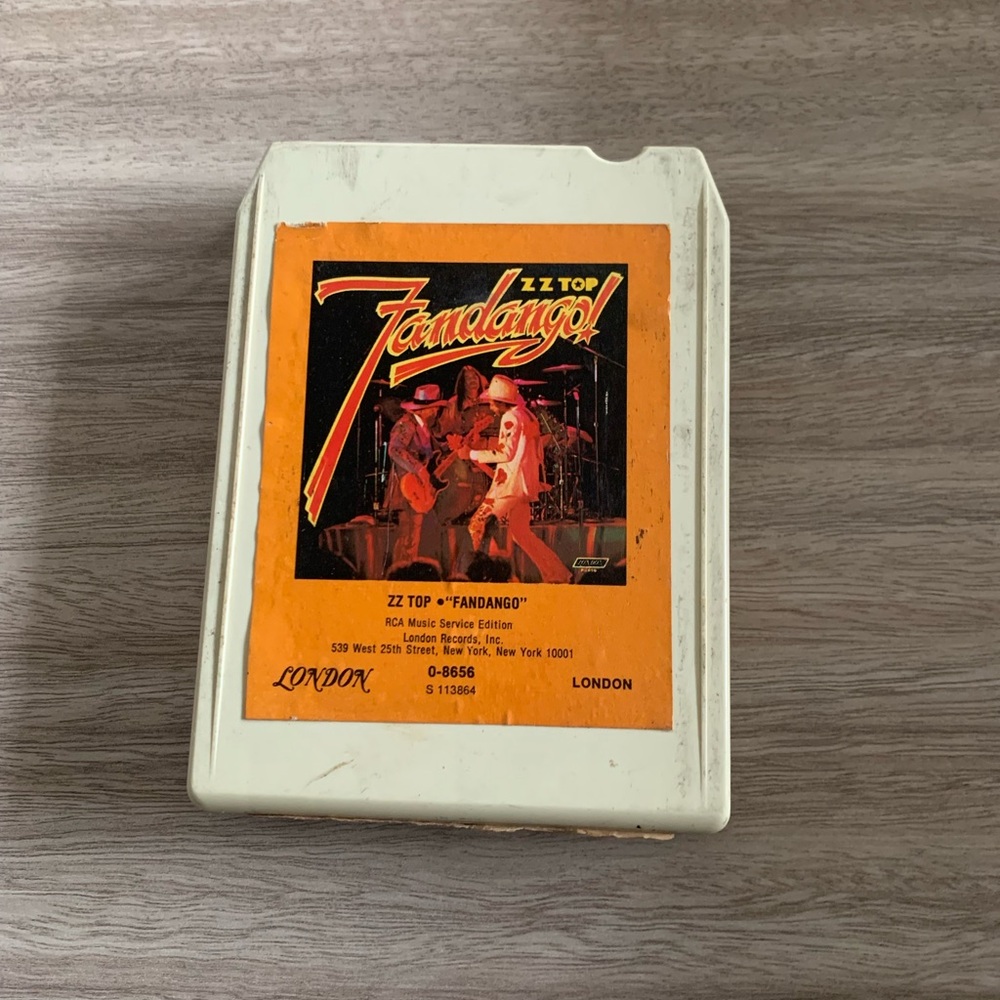 ZZ TOP
Fandango!
LONDON
ZZ TOP •"FANDANGO"
RCA Music Service Edition
London Records, Inc.
539 West 25th Street, New York, New York 10001
LONDON 0-8656 LONDON
S 113864